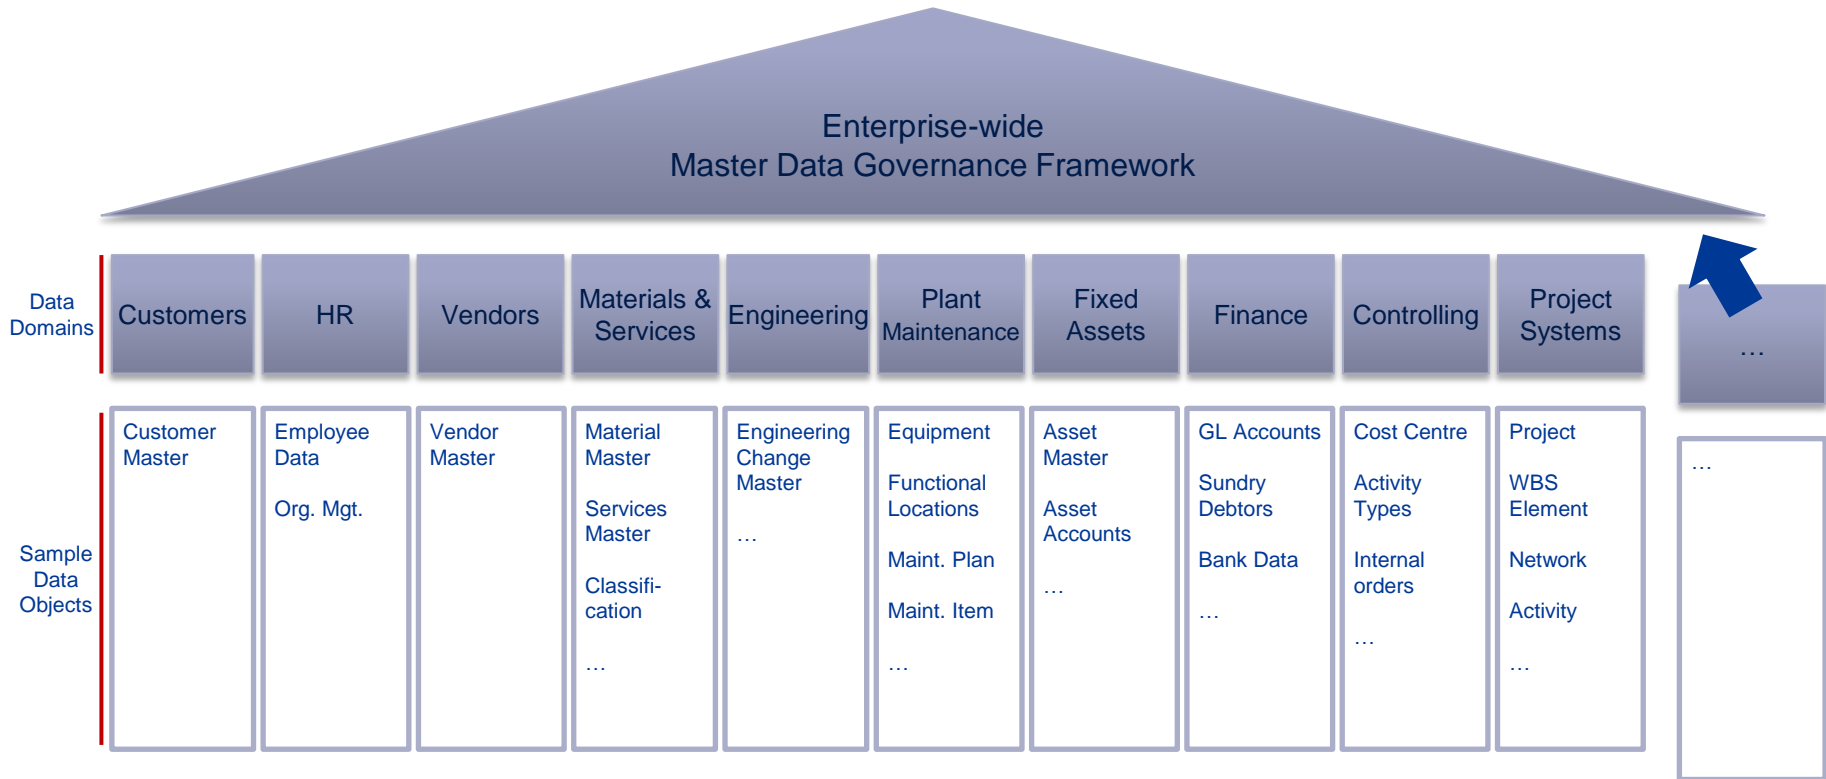 Enterprise-wide
Master Data Governance Framework
Data
Domains
Customers
HR
Vendors
Materials &
Services
Engineering
Plant
Maintenance
Fixed
Assets
Finance
Controlling
Project
Systems
…
Sample
Data
Objects
Customer
Master
Employee
Data
Org. Mgt.
Vendor
Master
Material
Master
Services
Master
Classifi-
cation
…
Engineering
Change
Master
…
Equipment
Functional
Locations
Maint. Plan
Maint. Item
…
Asset
Master
Asset
Accounts
…
GL Accounts
Sundry
Debtors
Bank Data
…
Cost Centre
Activity
Types
Internal
orders
…
Project
WBS
Element
Network
Activity
…
…